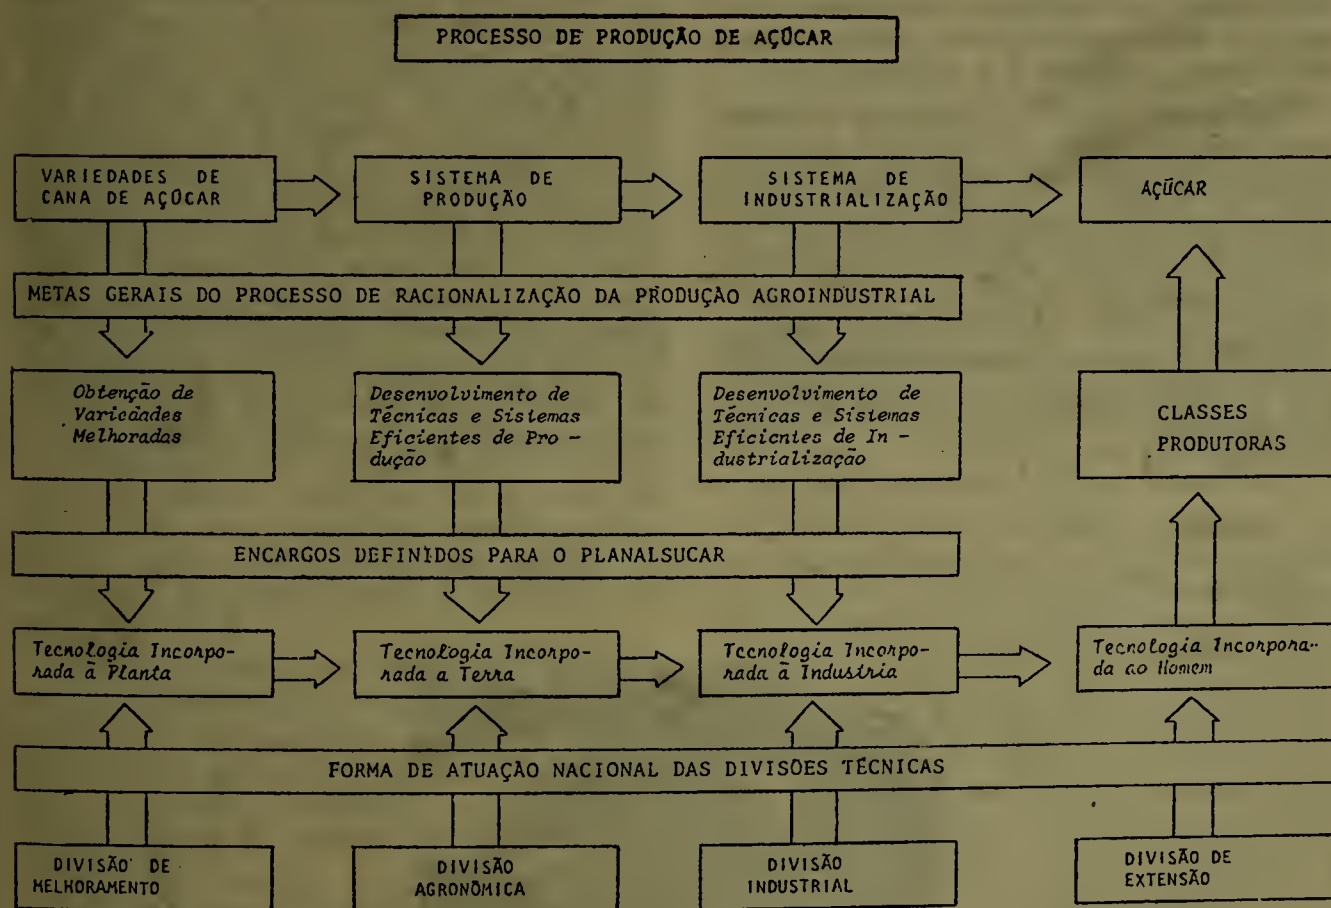 PROCESSO DE PRODUÇÃO DE AÇÚCAR
VARIEDADES DE
CANA DE AÇÚCAR
SISTEMA DE
PRODUÇÃO
SISTEMA DE
INDUSTRIALIZAÇÃO
AÇÚCAR
METAS GERAIS DO PROCESSO DE RACIONALIZAÇÃO DA PRODUÇÃO AGROINDUSTRIAL
Obtenção de
Variedades
Melhoradas
Desenvolvimento de
Técnicas e Sistemas
Eficientes de Pro -
dução
Desenvolvimento de
Técnicas e Sistemas
Eficientes de In -
dustrialização
CLASSES
PRODUTORAS
ENCARGOS DEFINIDOS PARA O PLANALSUCAR
Tecnologia Incorpo-
rada à Planta
Tecnologia Incorpo-
rada a Terra
Tecnologia Incorpo-
rada à Industria
Tecnologia Incorpora-
da ao Homem
FORMA DE ATUAÇÃO NACIONAL DAS DIVISÕES TÉCNICAS
DIVISÃO DE
MELHORAMENTO
DIVISÃO
AGRONÔMICA
DIVISÃO
INDUSTRIAL
DIVISÃO DE
EXTENSÃO